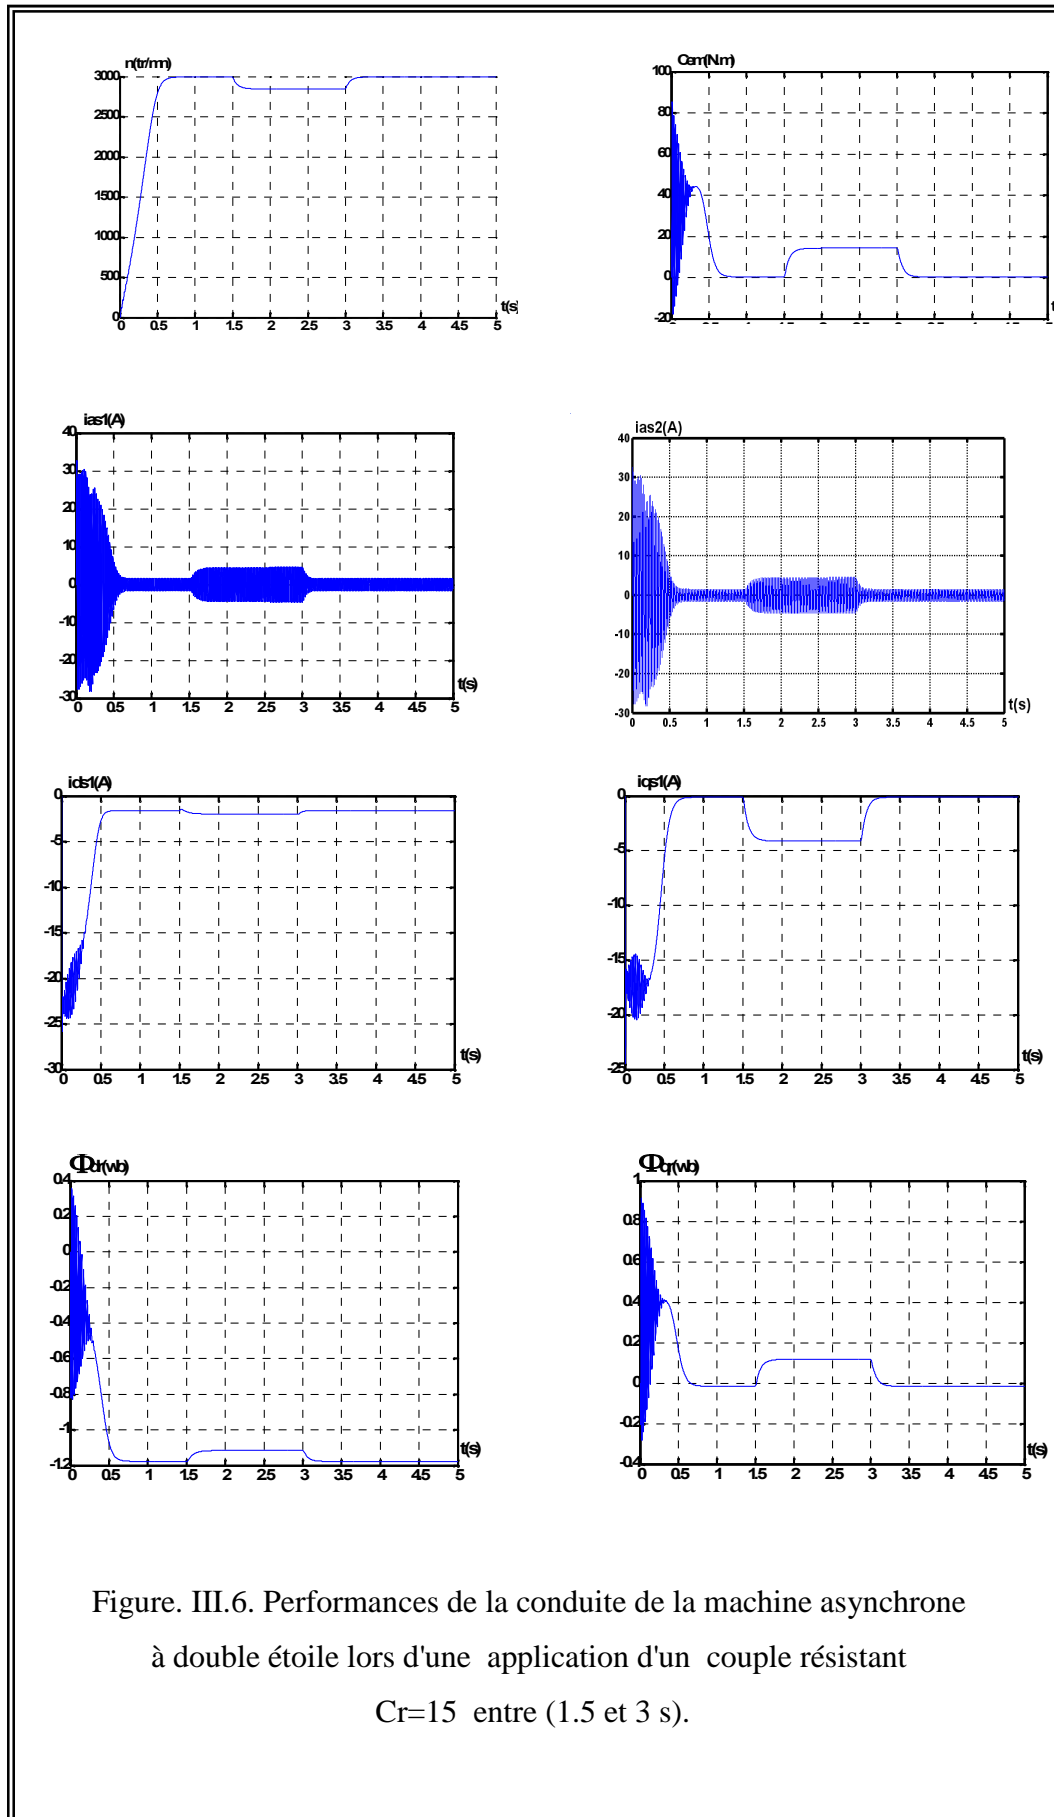 n(tr/mn)
3000
2500
2000
1500
1000
500
0
t(s)
0 0.5 1 1.5 2 2.5 3 3.5 4 4.5 5
Cem(N.m)
100
80
60
40
20
0
-20
ias1(A)
40
30
20
10
0
-10
-20
-30
t(s)
0 0.5 1 1.5 2 2.5 3 3.5 4 4.5 5
ias2(A)
40
30
20
10
0
-10
-20
-30
t(s)
0 0.5 1 1.5 2 2.5 3 3.5 4 4.5 5
ids1(A)
0
-5
-10
-15
-20
-25
-30
t(s)
0 0.5 1 1.5 2 2.5 3 3.5 4 4.5 5
iqs1(A)
0
-5
-10
-15
-20
-25
t(s)
0 0.5 1 1.5 2 2.5 3 3.5 4 4.5 5
Φdr(wb)
0.4
0.2
0
-0.2
-0.4
-0.6
-0.8
-1
-1.2
t(s)
0 0.5 1 1.5 2 2.5 3 3.5 4 4.5 5
Φqr(wb)
1
0.8
0.6
0.4
0.2
0
-0.2
-0.4
t(s)
0 0.5 1 1.5 2 2.5 3 3.5 4 4.5 5
Figure. III.6. Performances de la conduite de la machine asynchrone
à double étoile lors d'une application d'un couple résistant
Cr=15 entre (1.5 et 3 s).